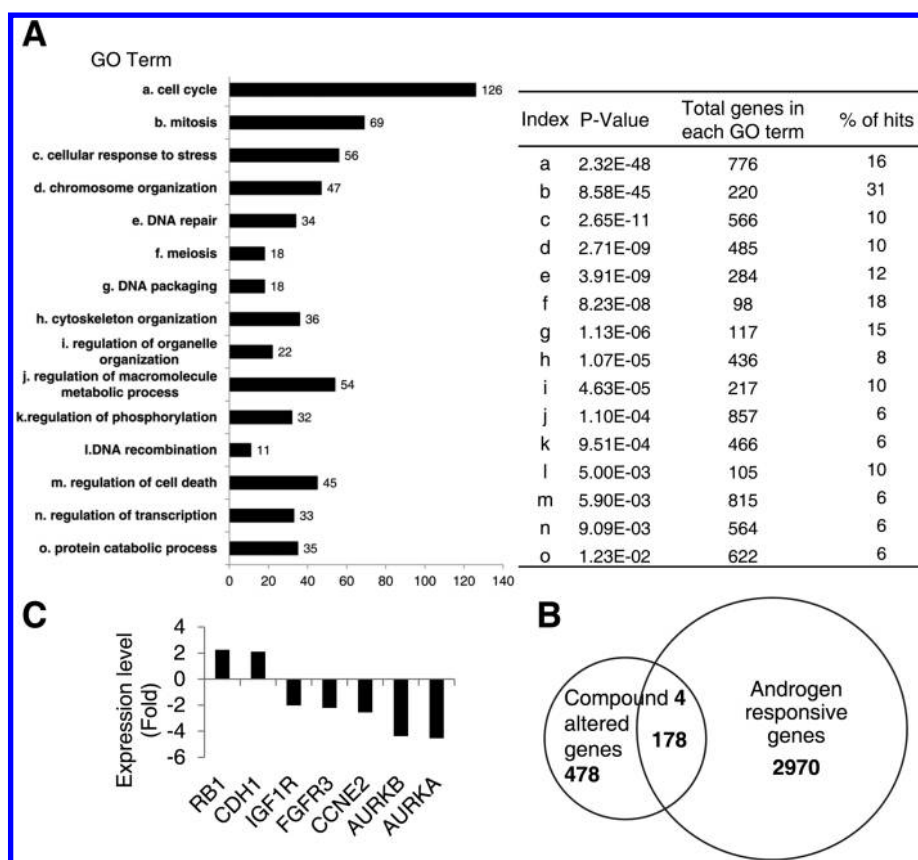 A
GO Term
a. cell cycle
126
b. mitosis
69
c. cellular response to stress
56
d. chromosome organization
47
e. DNA repair
34
f. meiosis
18
g. DNA packaging
18
h. cytoskeleton organization
36
i. regulation of organelle
organization
22
j. regulation of macromolecule
metabolic process
54
k.regulation of phosphorylation
32
l.DNA recombination
11
m. regulation of cell death
45
n. regulation of transcription
33
o. protein catabolic process
35
0 20 40 60 80 100 120 140
Index P-Value Total genes in each GO term % of hits
a 2.32E-48 776 16
b 8.58E-45 220 31
c 2.65E-11 566 10
d 2.71E-09 485 10
e 3.91E-09 284 12
f 8.23E-08 98 18
g 1.13E-06 117 15
h 1.07E-05 436 8
i 4.63E-05 217 10
j 1.10E-04 857 6
k 9.51E-04 466 6
l 5.00E-03 105 10
m 5.90E-03 815 6
n 9.09E-03 564 6
o 1.23E-02 622 6
C
Expression level
(Fold)
4
2
0
-2
-4
-6
RB1
CDH1
IGF1R
FGFR3
CCNE2
AURKB
AURKA
B
Compound 4
altered
genes
478
178
Androgen
responsive
genes
2970